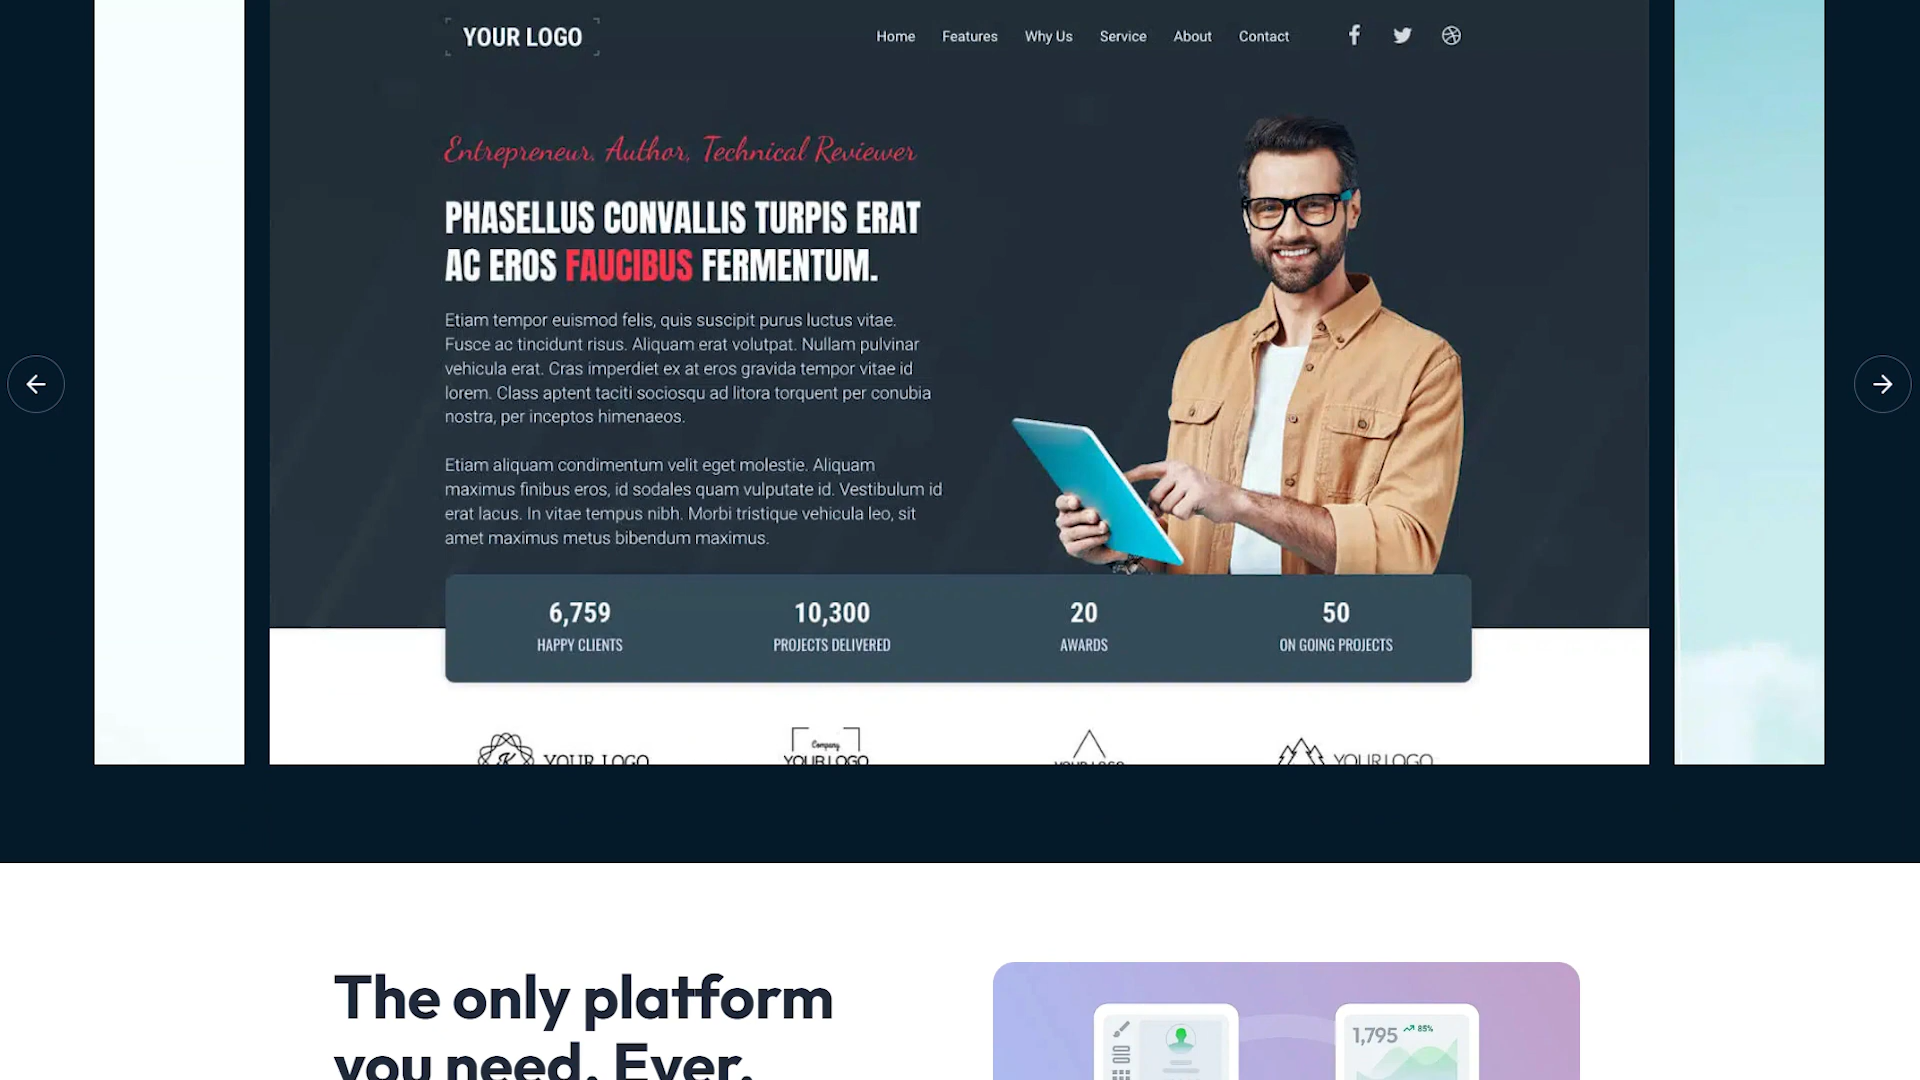 YOUR LOGO
Home Features Why Us Service About Contact
Entrepreneur, Author, Technical Reviewer
PHASELLUS CONVALLIS TURPIS ERAT
AC EROS FAUCIBUS FERMENTUM.
Etiam tempor euismod felis, quis suscipit purus luctus vitae.
Fusce ac tincidunt risus. Aliquam erat volutpat. Nullam pulvinar
vehicula erat. Cras imperdiet ex at eros gravida tempor vitae id
lorem. Class aptent taciti sociosqu ad litora torquent per conubia
nostra, per inceptos himenaeos.
Etiam aliquam condimentum velit eget molestie. Aliquam
maximus finibus eros, id sodales quam vulputate id. Vestibulum id
erat lacus. In vitae tempus nibh. Morbi tristique vehicula leo, sit
amet maximus metus bibendum maximus.
6,759 10,300 20 50
HAPPY CLIENTS PROJECTS DELIVERED AWARDS ON GOING PROJECTS
Company
K YOUR LOGO YOUR LOGO YOUR LOGO YOUR LOGO
The only platform
you need. Ever.
1,795 85%